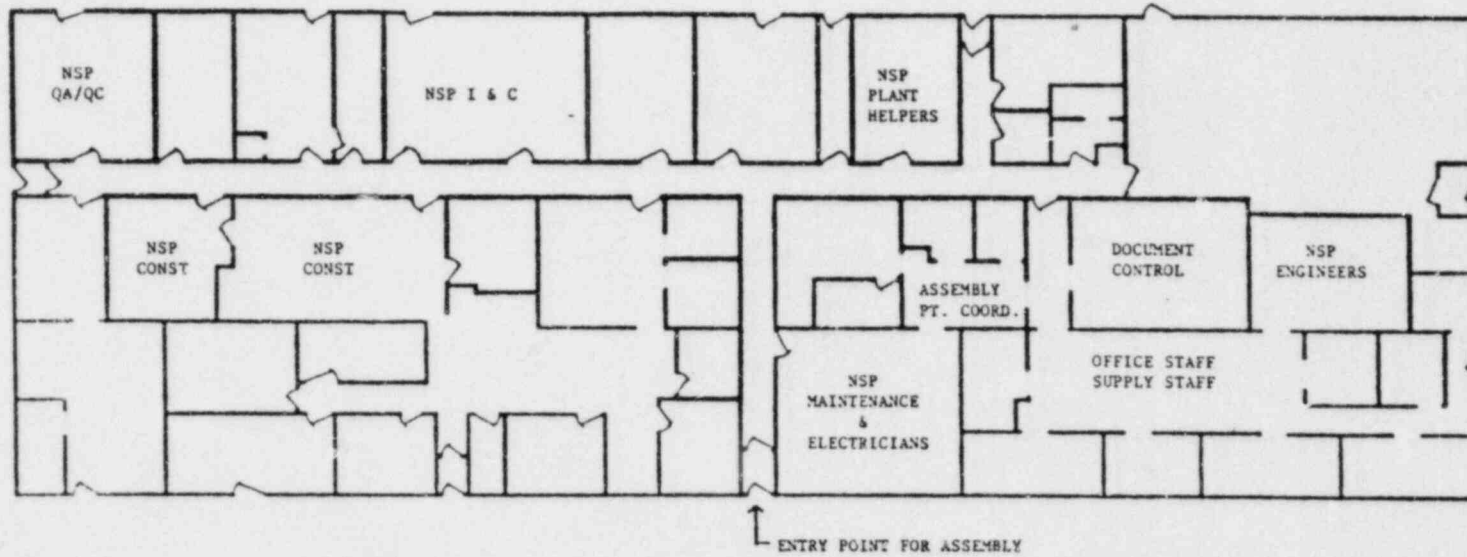 NSP
QA/QC
NSP I & C
NSP
PLANT
HELPERS
NSP
CONST
NSP
CONST
DOCUMENT
CONTROL
NSP
ENGINEERS
ASSEMBLY
PT. COORD.
OFFICE STAFF
SUPPLY STAFF
NSP
MAINTENANCE
&
ELECTRICIANS
ENTRY POINT FOR ASSEMBLY